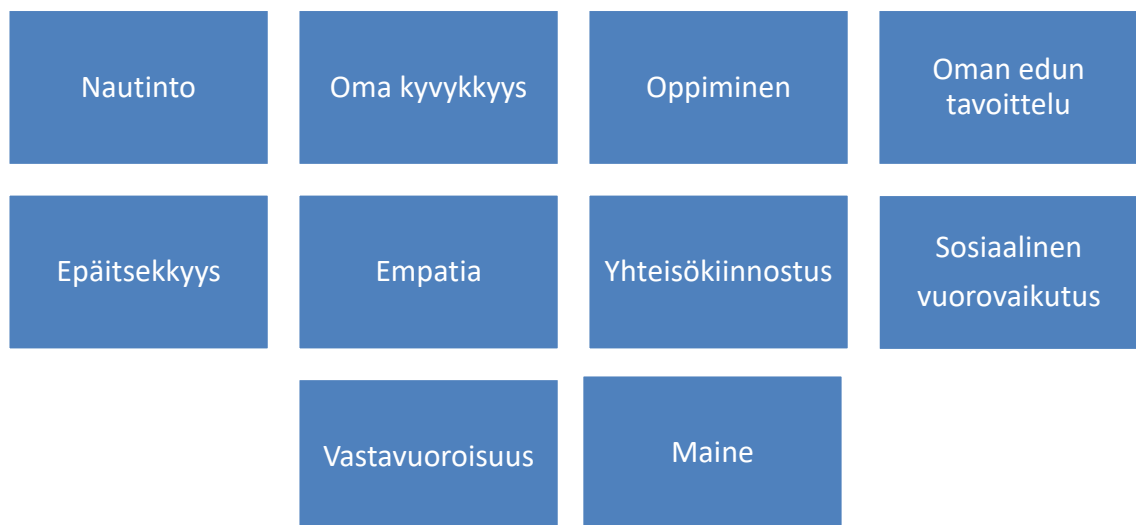 Nautinto
Oma kyvykkyys
Oppiminen
Oman edun
tavoittelu
Epäitsekkyys
Empatia
Yhteisökiinnostus
Sosiaalinen
vuorovaikutus
Vastavuoroisuus
Maine